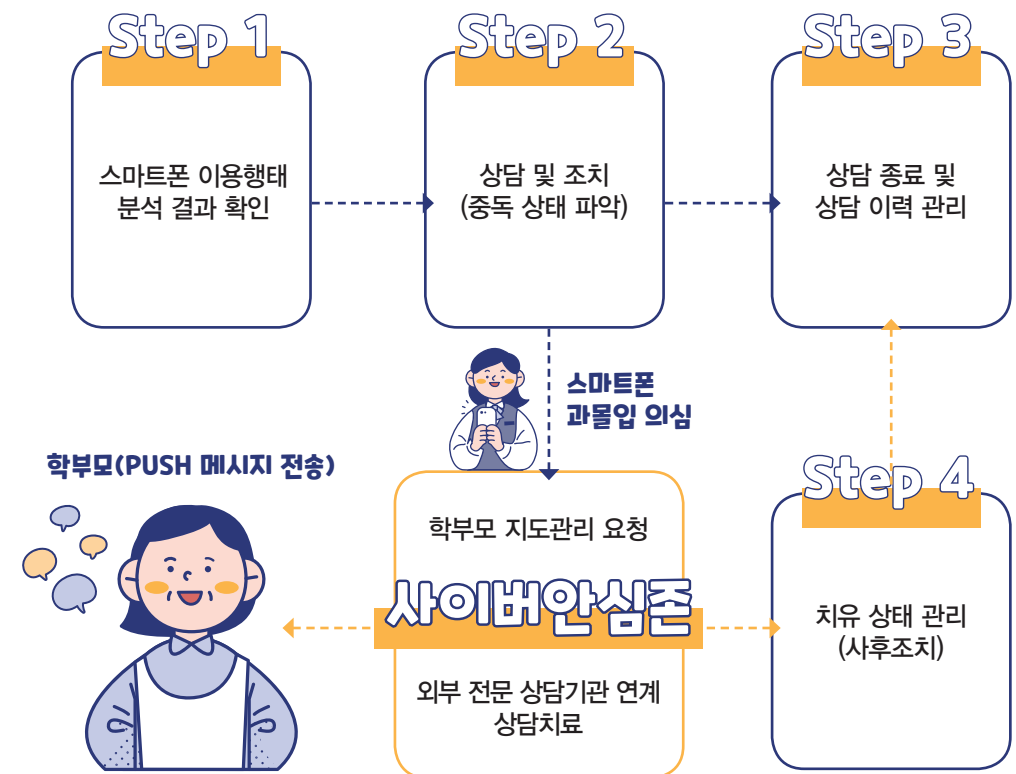 Step 1
스마트폰 이용행태
분석 결과 확인
Step 2
상담 및 조치
(중독 상태 파악)
Step 3
상담 종료 및
상담 이력 관리
스마트폰
과몰입 의심
학부모(PUSH 메시지 전송)
학부모 지도관리 요청
사이버안심존
외부 전문 상담기관 연계
상담치료
Step 4
치유 상태 관리
(사후조치)